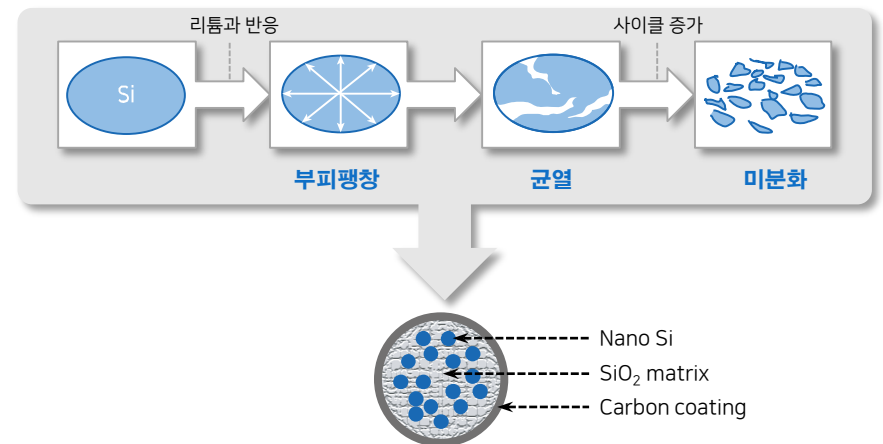 리튬과 반응
사이클 증가
Si
부피팽창
균열
미분화
Nano Si
SiO₂ matrix
Carbon coating